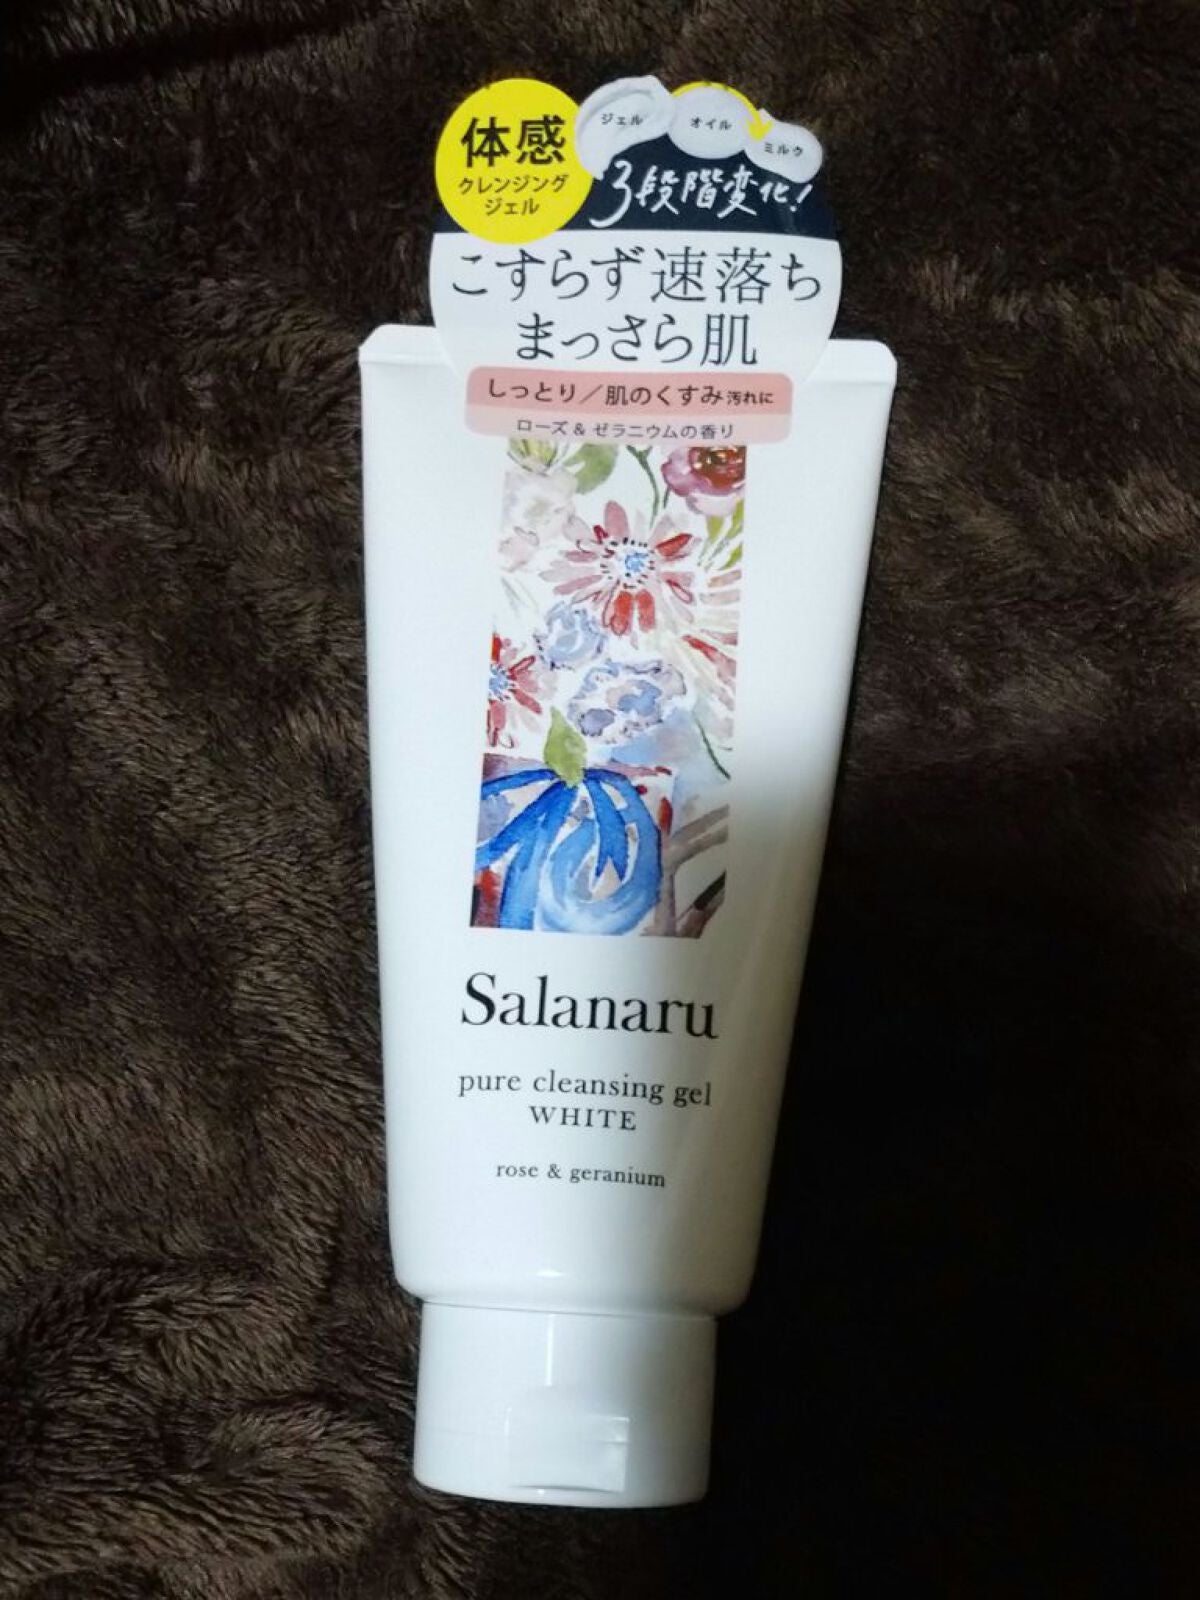 体感
クレンジング
ジェル
ジェル
オイル
ミルク
3段階変化!
こすらず速落ち
まっさら肌
しっとり/肌のくすみ汚れに
ローズ & ゼラニウムの香り
Salanaru
pure cleansing gel
WHITE
rose & geranium